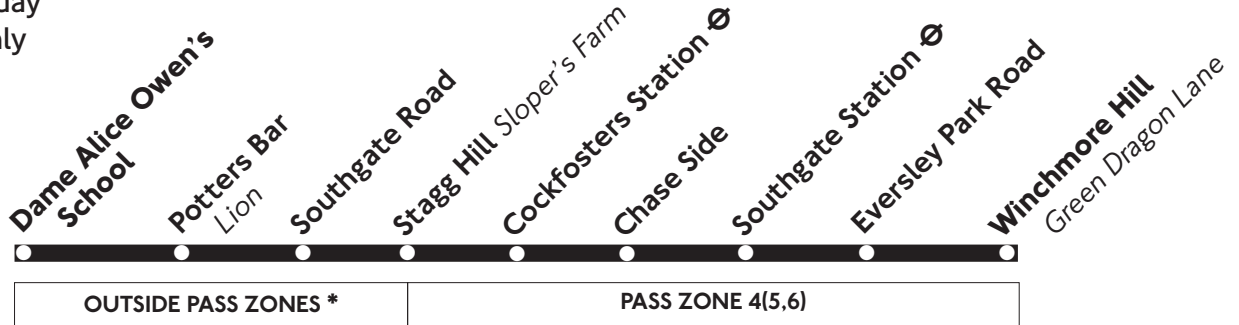 Dame Alice Owen's
School
Potters Bar
Lion
Southgate Road
Stagg Hill Sloper's Farm
Cockfosters Station
Chase Side
Southgate Station
Eversley Park Road
Winchmore Hill
Green Dragon Lane
OUTSIDE PASS ZONES *
PASS ZONE 4(5,6)